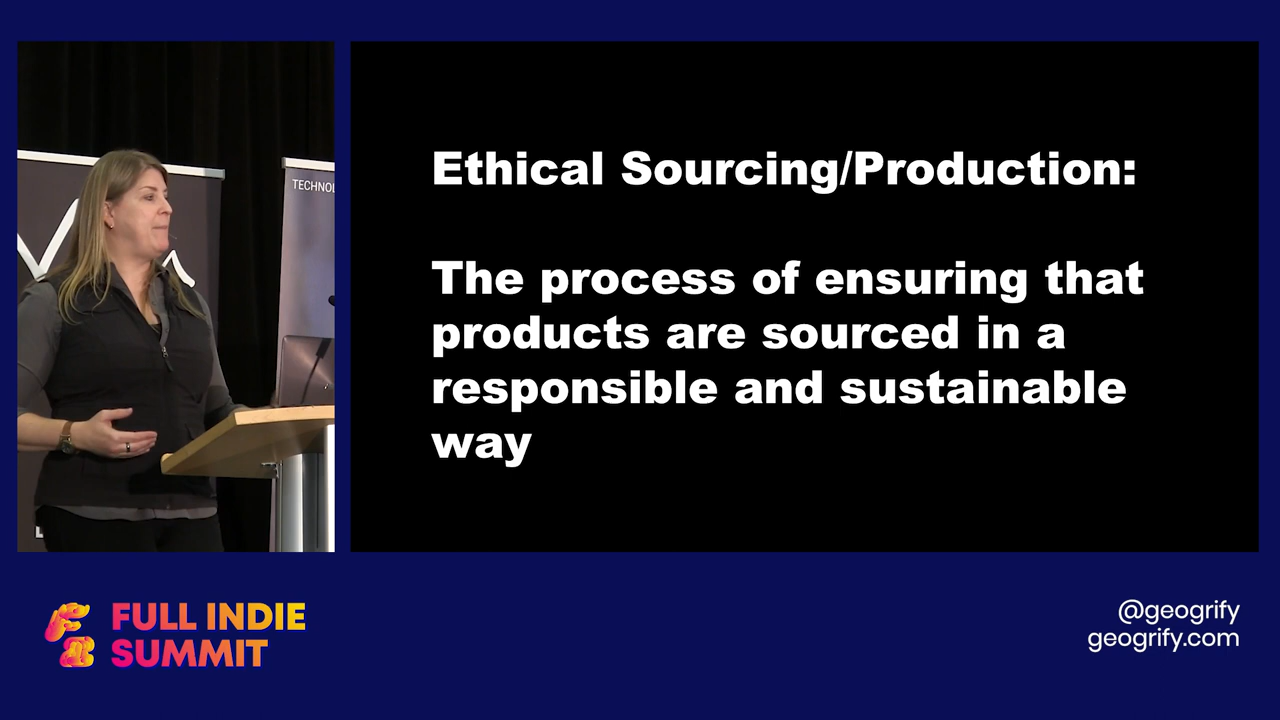 TECHNOL
Ethical Sourcing/Production:
The process of ensuring that
products are sourced in a
responsible and sustainable
way
FULL INDIE
SUMMIT
@geogrify
geogrify.com